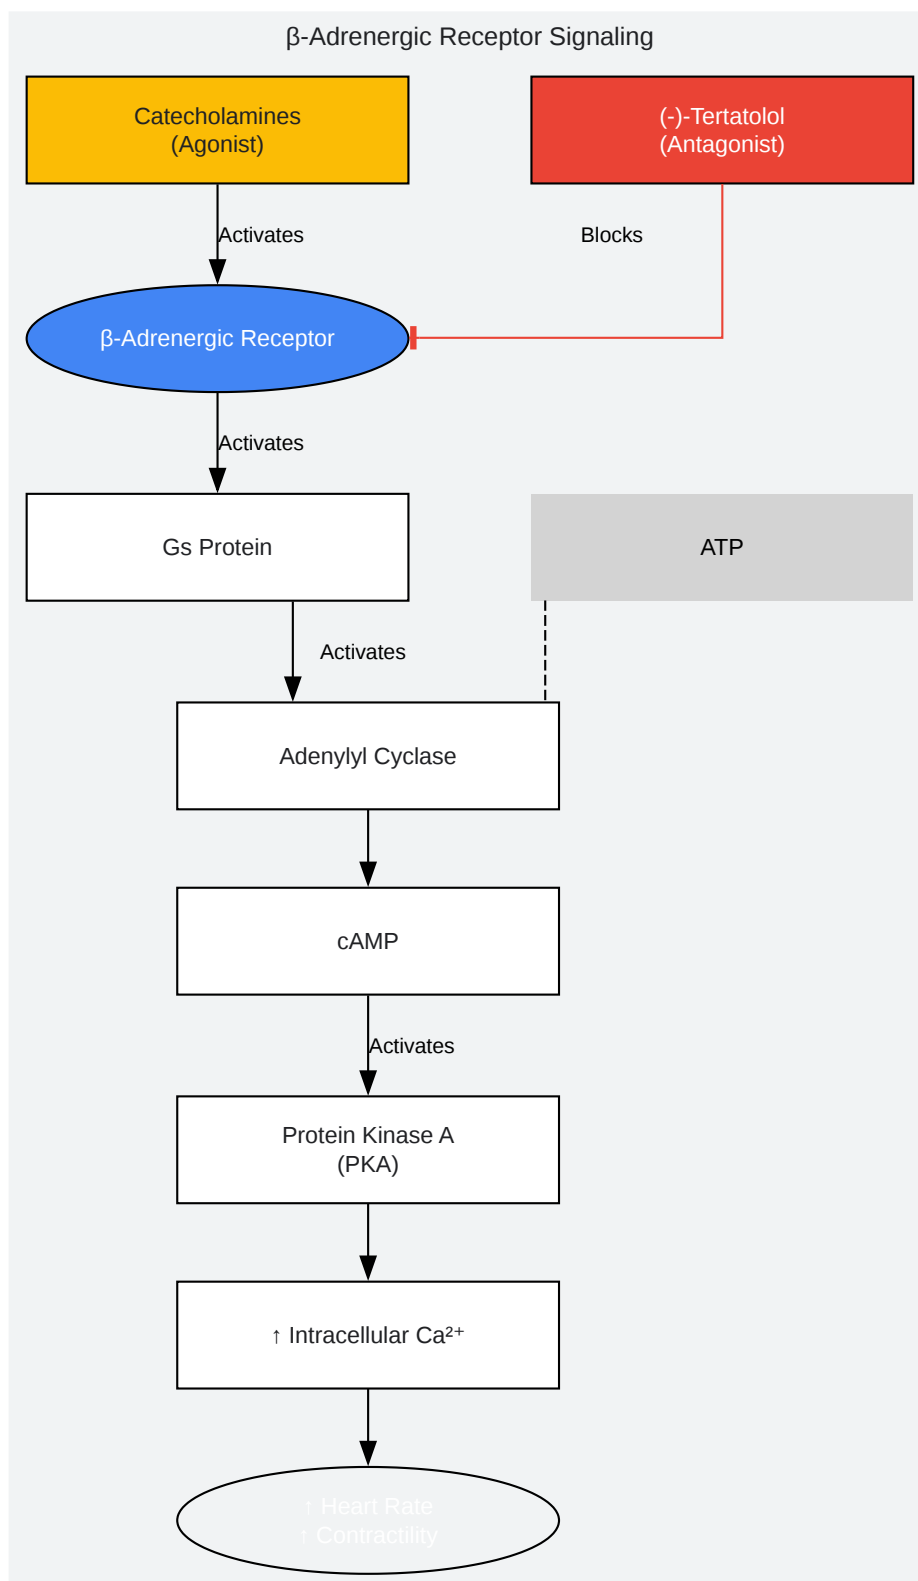 β-Adrenergic Receptor Signaling
Catecholamines
(Agonist)
(-)-Tertatolol
(Antagonist)
Activates
Blocks
β-Adrenergic Receptor
Activates
Gs Protein
ATP
Activates
Adenylyl Cyclase
cAMP
Activates
Protein Kinase A
(PKA)
↑ Intracellular Ca²⁺
↑ Heart Rate
↑ Contractility